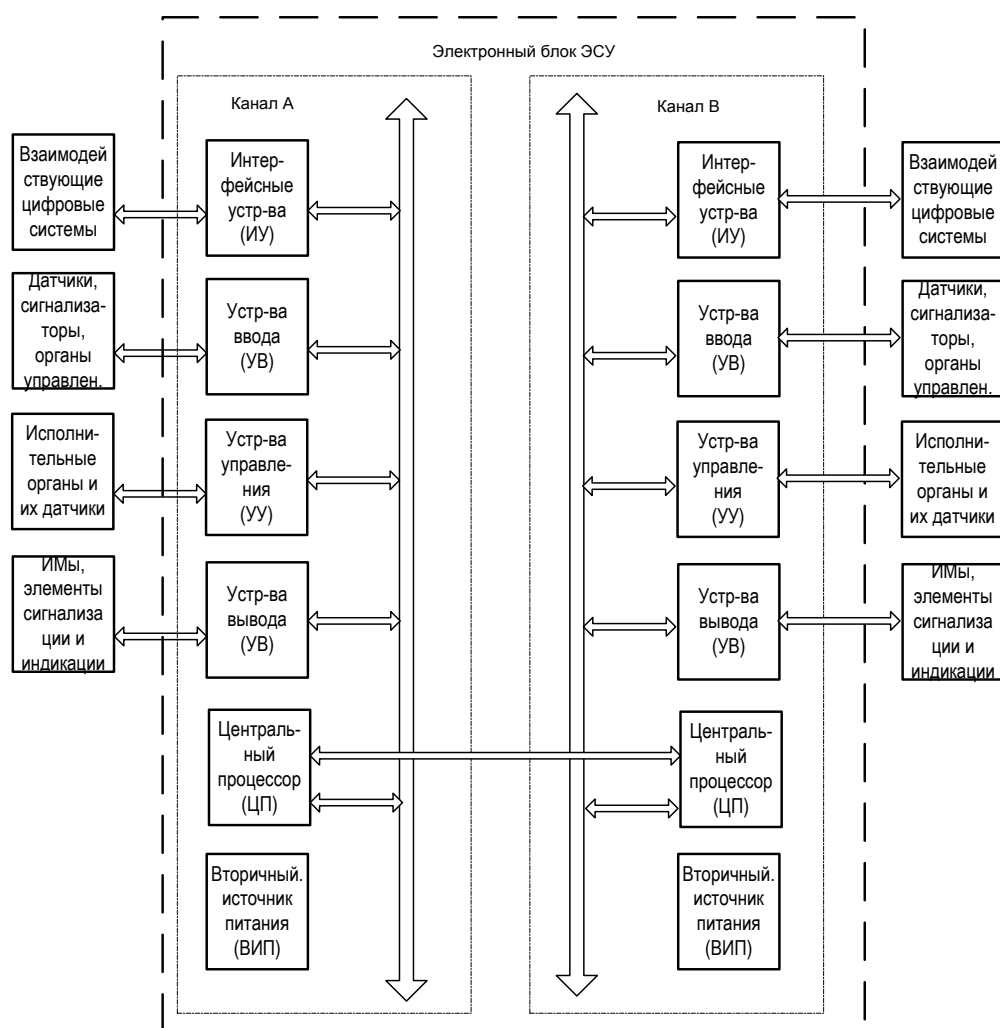 Электронный блок ЭСУ
Канал А
Канал В
Взаимодей
ствующие
цифровые
системы
Интер-
фейсные
устр-ва
(ИУ)
Интер-
фейсные
устр-ва
(ИУ)
Взаимодей
ствующие
цифровые
системы
Датчики,
сигнализа-
торы,
органы
управлен.
Устр-ва
ввода
(УВ)
Устр-ва
ввода
(УВ)
Датчики,
сигнализа-
торы,
органы
управлен.
Исполни-
тельные
органы и
их датчики
Устр-ва
управле-
ния
(УУ)
Устр-ва
управле-
ния
(УУ)
Исполни-
тельные
органы и
их датчики
ИМы,
элементы
сигнализа
ции и
индикации
Устр-ва
вывода
(УВ)
Устр-ва
вывода
(УВ)
ИМы,
элементы
сигнализа
ции и
индикации
Централь-
ный
процессор
(ЦП)
Централь-
ный
процессор
(ЦП)
Вторичный.
источник
питания
(ВИП)
Вторичный.
источник
питания
(ВИП)